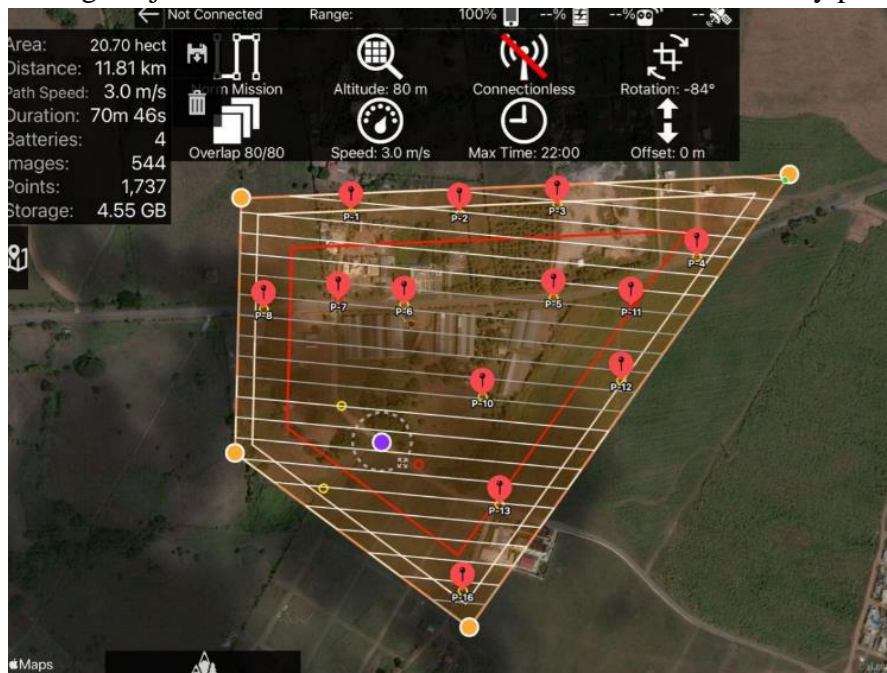 Not Connected Range: 100% --% --% --
Area: 20.70 hect
Distance: 11.81 km
Path Speed: 3.0 m/s
Duration: 70m 46s
Batteries: 4
Images: 544
Points: 1,737
Storage: 4.55 GB
Norm Mission
Altitude: 80 m
Connectionless
Rotation: -84°
Overlap 80/80
Speed: 3.0 m/s
Max Time: 22:00
Offset: 0 m
P-1
P-2
P-3
P-4
P-8
P-7
P-6
P-5
P-11
P-12
P-10
P-13
P-16
Maps